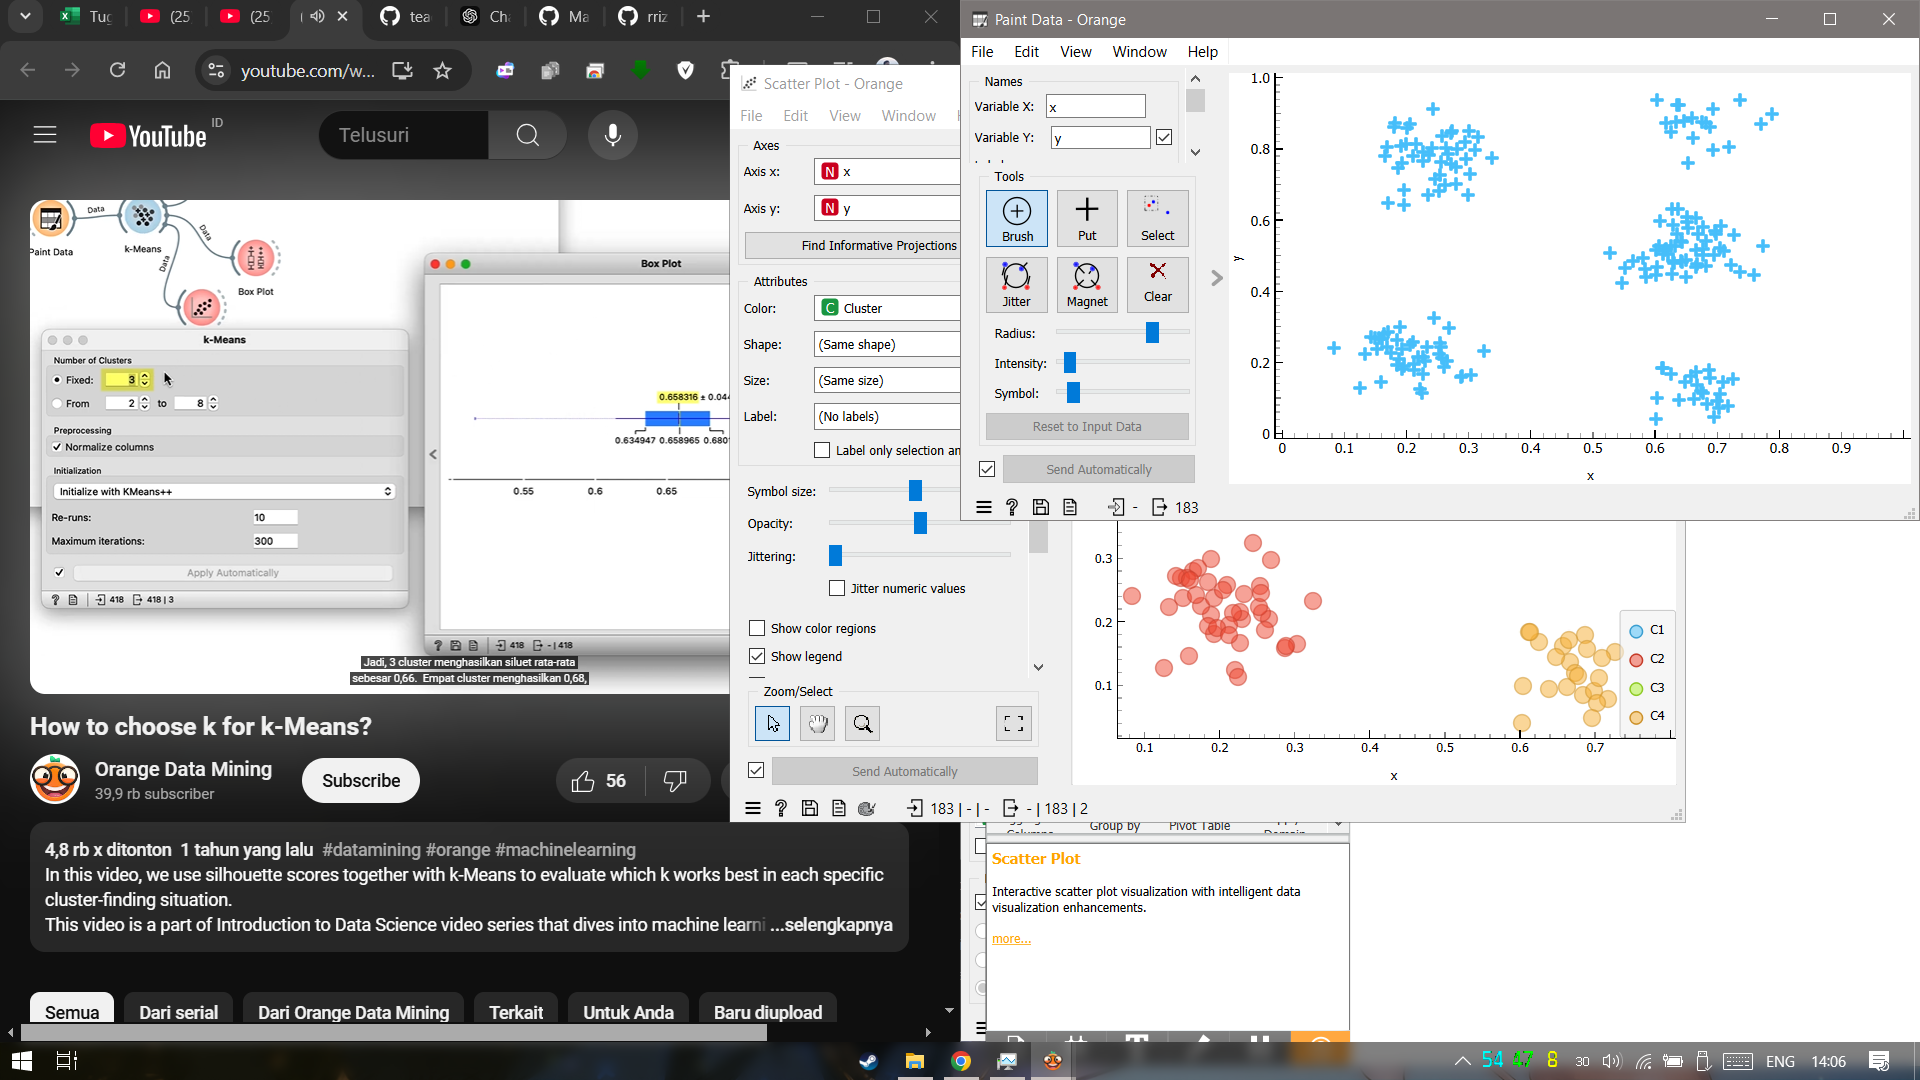 Tug
(25
(25
tea
Cha
Ma
rriz
youtube.com/w...
YouTube ID
Telusuri
Data
Paint Data
k-Means
Data
Data
Box Plot
k-Means
Number of Clusters
Fixed: 3
From 2 to 8
Preprocessing
Normalize columns
Initialization
Initialize with KMeans++
Re-runs: 10
Maximum iterations: 300
Apply Automatically
418 418 | 3
Box Plot
0.658316 ± 0.044
0.634947 0.658965 0.6801
0.55 0.6 0.65
418 - | 418
Jadi, 3 cluster menghasilkan siluet rata-rata
sebesar 0,66. Empat cluster menghasilkan 0,68,
How to choose k for k-Means?
Orange Data Mining
39,9 rb subscriber
Subscribe
56
4,8 rb x ditonton 1 tahun yang lalu #datamining #orange #machinelearning
In this video, we use silhouette scores together with k-Means to evaluate which k works best in each specific
cluster-finding situation.
This video is a part of Introduction to Data Science video series that dives into machine learni ...selengkapnya
Semua
Dari serial
Dari Orange Data Mining
Terkait
Untuk Anda
Baru diupload
Scatter Plot - Orange
File Edit View Window
Axes
Axis x: N x
Axis y: N y
Find Informative Projections
Attributes
Color: C Cluster
Shape: (Same shape)
Size: (Same size)
Label: (No labels)
Label only selection an
Symbol size:
Opacity:
Jittering:
Jitter numeric values
Show color regions
Show legend
Zoom/Select
Send Automatically
183 | - | - - | 183 | 2
0.3
0.2
0.1
0.1 0.2 0.3 0.4 0.5 0.6 0.7
x
C1
C2
C3
C4
Paint Data - Orange
File Edit View Window Help
Names
Variable X: x
Variable Y: y
Tools
Brush
Put
Select
Jitter
Magnet
Clear
Radius:
Intensity:
Symbol:
Reset to Input Data
Send Automatically
- 183
1.0
0.8
0.6
y
0.4
0.2
0
0 0.1 0.2 0.3 0.4 0.5 0.6 0.7 0.8 0.9
x
Columns
Group by
Pivot Table
Domain
Scatter Plot
Interactive scatter plot visualization with intelligent data
visualization enhancements.
more...
54 47 8 30 ENG 14:06